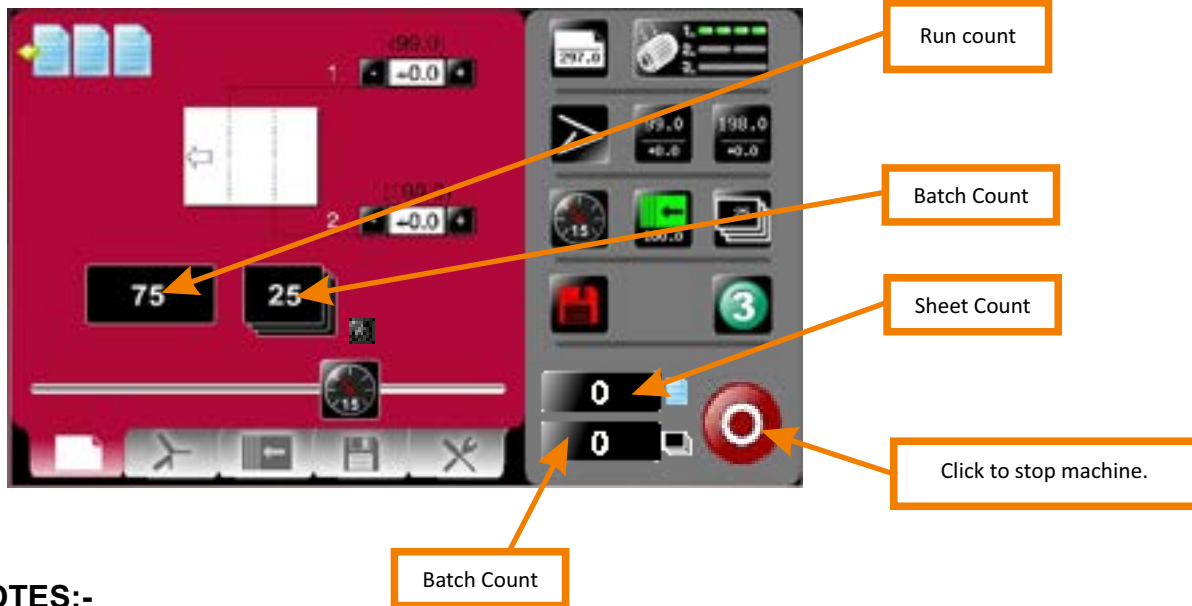 (99.0)
1 - +0.0 +
2 - +0.0 +
75
25
15
297.0
1.
2.
3.
99.0
+0.0
198.0
+0.0
15
3
0
0
Run count
Batch Count
Sheet Count
Click to stop machine.
Batch Count
OTES:-